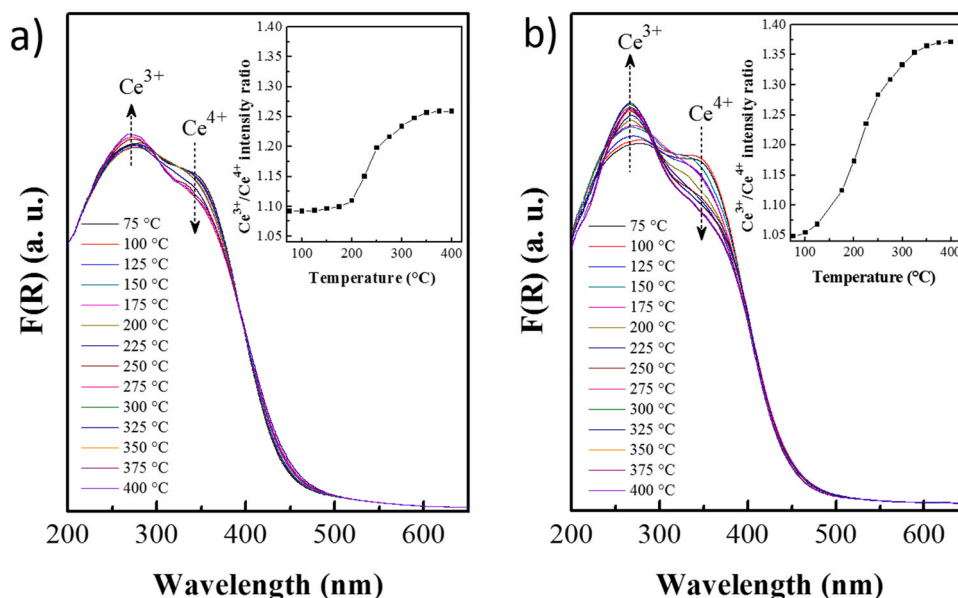 a)
Ce3+
Ce4+
F(R) (a. u.)
75 °C
100 °C
125 °C
150 °C
175 °C
200 °C
225 °C
250 °C
275 °C
300 °C
325 °C
350 °C
375 °C
400 °C
200 300 400 500 600
Wavelength (nm)
Ce3+/Ce4+ intensity ratio
1.40
1.35
1.30
1.25
1.20
1.15
1.10
1.05
100 200 300 400
Temperature (°C)
b)
Ce3+
Ce4+
F(R) (a. u.)
75 °C
100 °C
125 °C
150 °C
175 °C
200 °C
225 °C
250 °C
275 °C
300 °C
325 °C
350 °C
375 °C
400 °C
200 300 400 500 600
Wavelength (nm)
Ce3+/Ce4+ intensity ratio
1.40
1.35
1.30
1.25
1.20
1.15
1.10
1.05
100 200 300 400
Temperature (°C)